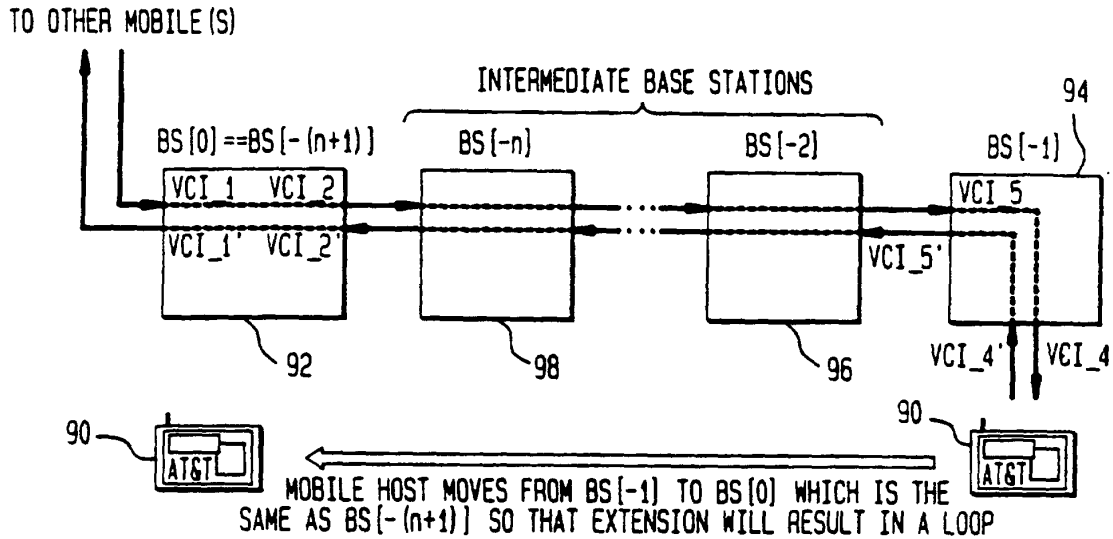 TO OTHER MOBILE(S)
INTERMEDIATE BASE STATIONS
94
BS[0]==BS[-(n+1)]
BS[-n]
BS[-2]
BS[-1]
VCI_1 VCI_2
VCI_5
VCI_1' VCI_2'
VCI_5'
92
98
96
VCI_4' VCI_4
90
90
AT&T
AT&T
MOBILE HOST MOVES FROM BS[-1] TO BS[0] WHICH IS THE
SAME AS BS[-(n+1)] SO THAT EXTENSION WILL RESULT IN A LOOP